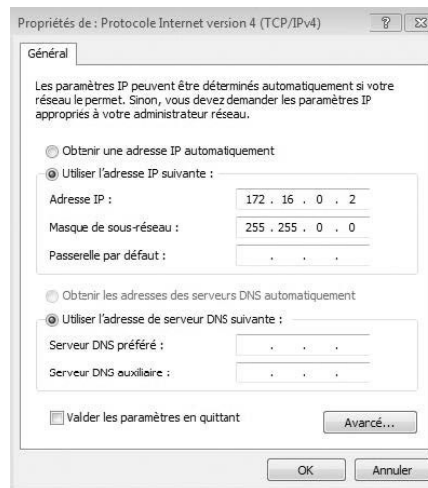 Propriétés de : Protocole Internet version 4 (TCP/IPv4)
Général
Les paramètres IP peuvent être déterminés automatiquement si votre
réseau le permet. Sinon, vous devez demander les paramètres IP
appropriés à votre administrateur réseau.
Obtenir une adresse IP automatiquement
Utiliser l'adresse IP suivante :
Adresse IP : 172 . 16 . 0 . 2
Masque de sous-réseau : 255 . 255 . 0 . 0
Passerelle par défaut : . . .
Obtenir les adresses des serveurs DNS automatiquement
Utiliser l'adresse de serveur DNS suivante :
Serveur DNS préféré : . . .
Serveur DNS auxiliaire : . . .
Valider les paramètres en quittant
Avancé...
OK Annuler